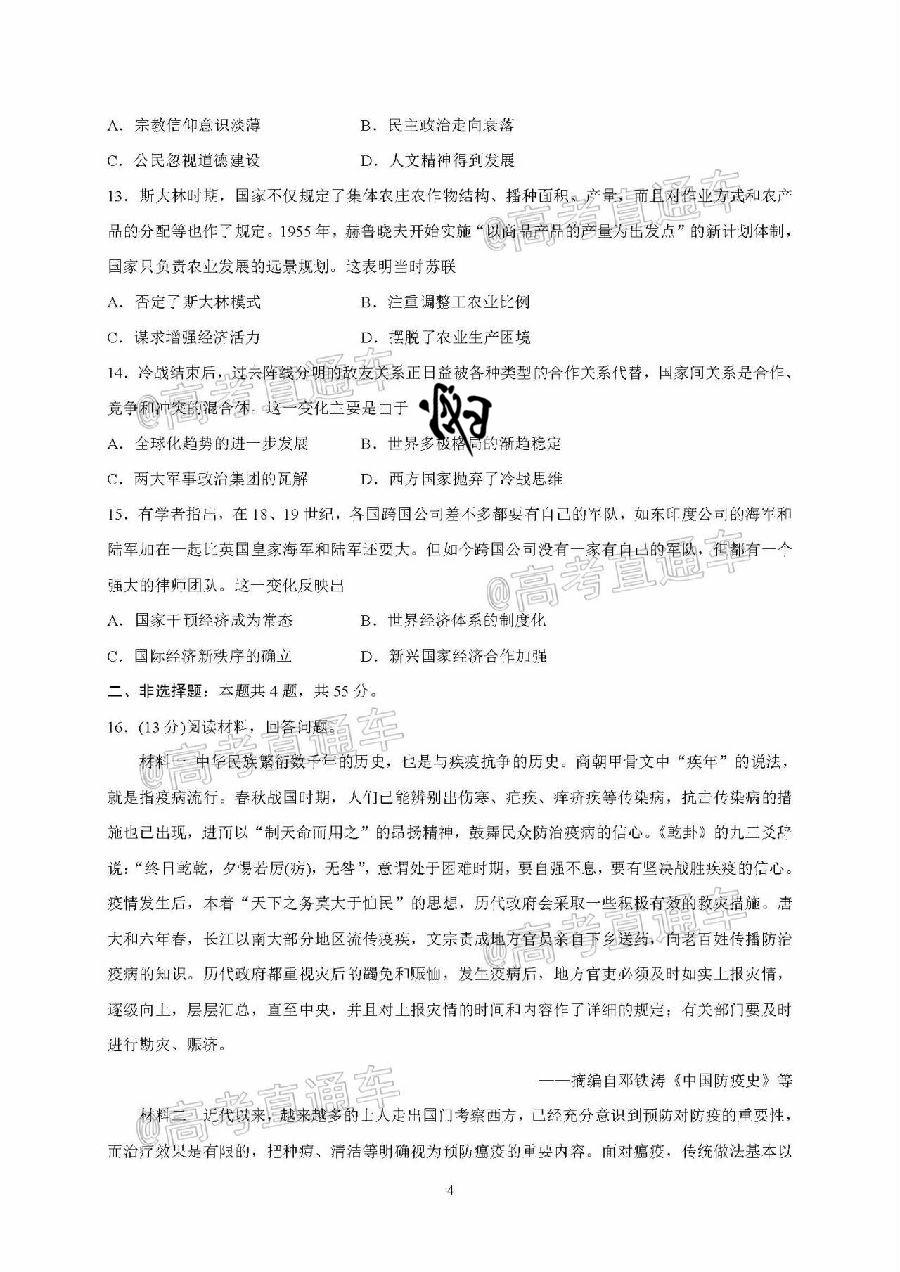 A．宗教信仰意识淡薄 B．民主政治走向衰落
C．公民忽视道德建设 D．人文精神得到发展
13．斯大林时期，国家不仅规定了集体农庄农作物结构、播种面积、产量，而且对作业方式和农产
品的分配等也作了规定。1955年，赫鲁晓夫开始实施“以商品产品的产量为出发点”的新计划体制，
国家只负责农业发展的远景规划。这表明当时苏联
A．否定了斯大林模式 B．注重调整工农业比例
C．谋求增强经济活力 D．摆脱了农业生产困境
14．冷战结束后，过去阵线分明的敌友关系正日益被各种类型的合作关系代替，国家间关系是合作、
竞争和冲突的混合体。这一变化主要是由于
A．全球化趋势的进一步发展 B．世界多极格局的渐趋稳定
C．两大军事政治集团的瓦解 D．西方国家抛弃了冷战思维
15．有学者指出，在18、19世纪，各国跨国公司差不多都要有自己的军队，如东印度公司的海军和
陆军加在一起比英国皇家海军和陆军还要大。但如今跨国公司没有一家有自己的军队，但都有一个
强大的律师团队。这一变化反映出
A．国家干预经济成为常态 B．世界经济体系的制度化
C．国际经济新秩序的确立 D．新兴国家经济合作加强
二、非选择题：本题共4题，共55分。
16．(13分)阅读材料，回答问题。
材料一 中华民族繁衍数千年的历史，也是与疾疫抗争的历史。商朝甲骨文中“疾年”的说法，
就是指疫病流行。春秋战国时期，人们已能辨别出伤寒、疟疾、痒疥疾等传染病，抗击传染病的措
施也已出现，进而以“制天命而用之”的昂扬精神，鼓舞民众防治疫病的信心。《乾卦》的九三爻辞
说：“终日乾乾，夕惕若厉(疠)，无咎”，意谓处于困难时期，要自强不息，要有坚决战胜疾疫的信心。
疫情发生后，本着“天下之务莫大于恤民”的思想，历代政府会采取一些积极有效的救灾措施。唐
大和六年春，长江以南大部分地区流传疫疾，文宗责成地方官员亲自下乡送药，向老百姓传播防治
疫病的知识。历代政府都重视灾后的蠲免和赈恤，发生疫病后，地方官吏必须及时如实上报灾情，
逐级向上，层层汇总，直至中央，并且对上报灾情的时间和内容作了详细的规定；有关部门要及时
进行勘灾、赈济。
——摘编自邓铁涛《中国防疫史》等
材料二 近代以来，越来越多的士人走出国门考察西方，已经充分意识到预防对防疫的重要性，
而治疗效果是有限的，把种痘、清洁等明确视为预防瘟疫的重要内容。面对瘟疫，传统做法基本以
4
@高考直通车
@高考直通车
@高考直通车
@高考直通车
@高考直通车
@高考直通车